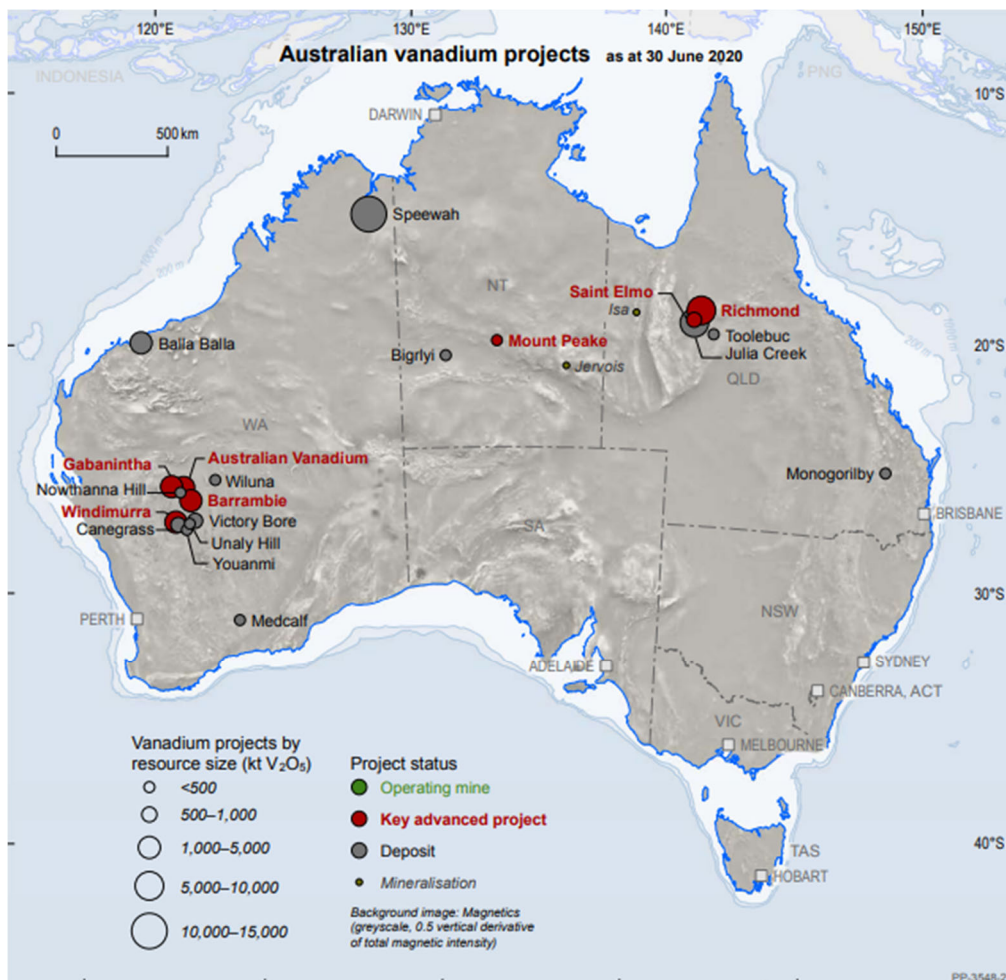 120°E 130°E 140°E 150°E
Australian vanadium projects as at 30 June 2020
INDONESIA
PNG
10°S
DARWIN
0 500 km
1000 m
200 m
Speewah
NT
Saint Elmo
Isa
Richmond
Toolebuc
Julia Creek
Mount Peake
Bigrlyi
Jervois
Balla Balla
20°S
QLD
WA
Gabanintha
Australian Vanadium
Wiluna
Nowthanna Hill
Barrambie
Windimurra
Victory Bore
Canegrass
Unaly Hill
Youanmi
Monogorilby
BRISBANE
SA
30°S
PERTH
Medcalf
NSW
ADELAIDE
SYDNEY
CANBERRA, ACT
VIC
MELBOURNE
40°S
TAS
HOBART
Vanadium projects by
resource size (kt V₂O₅)
<500
500–1,000
1,000–5,000
5,000–10,000
10,000–15,000
Project status
Operating mine
Key advanced project
Deposit
Mineralisation
Background image: Magnetics
(greyscale, 0.5 vertical derivative
of total magnetic intensity)
PP-3548-2